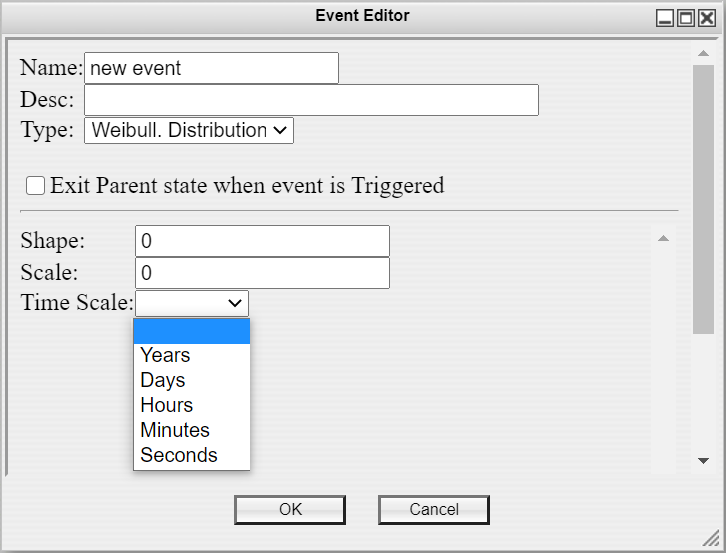 Event Editor
Name: new event
Desc:
Type: Weibull. Distribution
Exit Parent state when event is Triggered
Shape: 0
Scale: 0
Time Scale:
Years
Days
Hours
Minutes
Seconds
OK Cancel